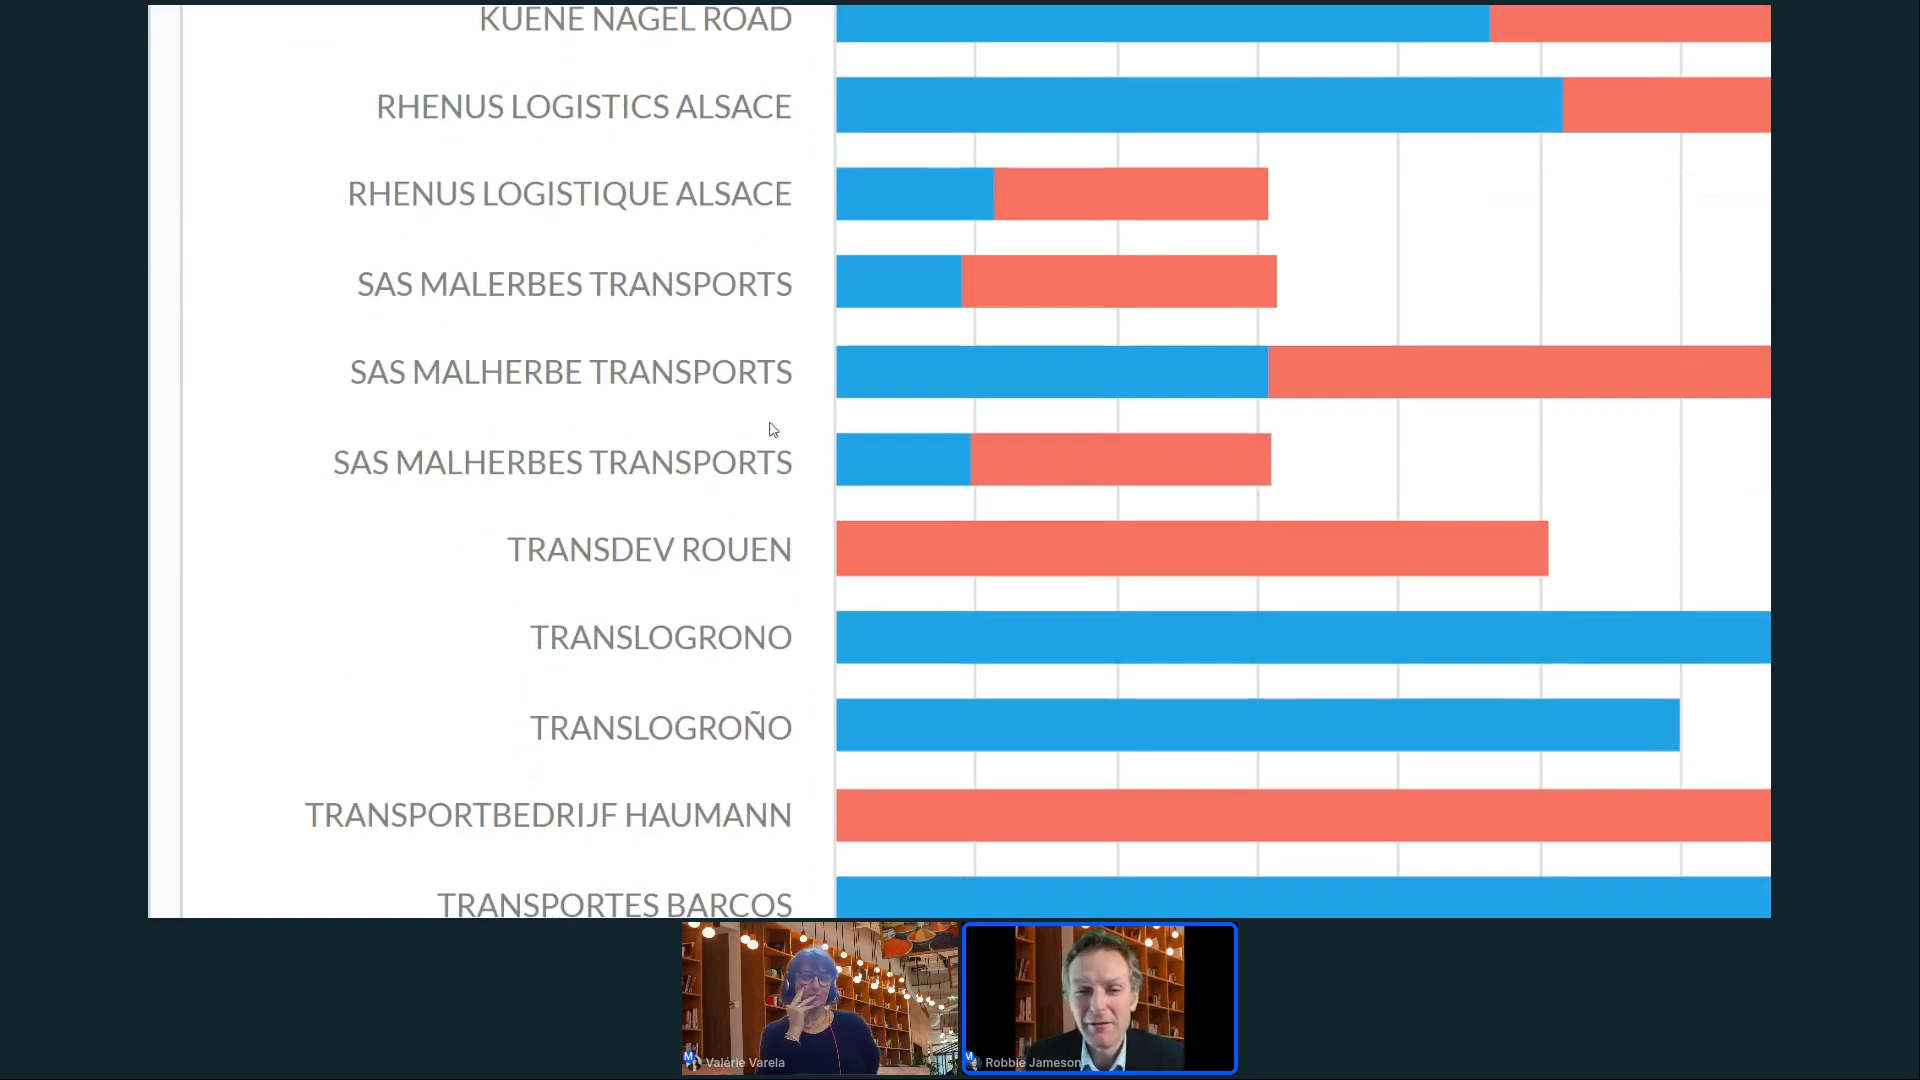 KUENE NAGEL ROAD
RHENUS LOGISTICS ALSACE
RHENUS LOGISTIQUE ALSACE
SAS MALERBES TRANSPORTS
SAS MALHERBE TRANSPORTS
SAS MALHERBES TRANSPORTS
TRANSDEV ROUEN
TRANSLOGRONO
TRANSLOGROÑO
TRANSPORTBEDRIJF HAUMANN
TRANSPORTES BARCOS
Valérie Varela
Robbie Jameson